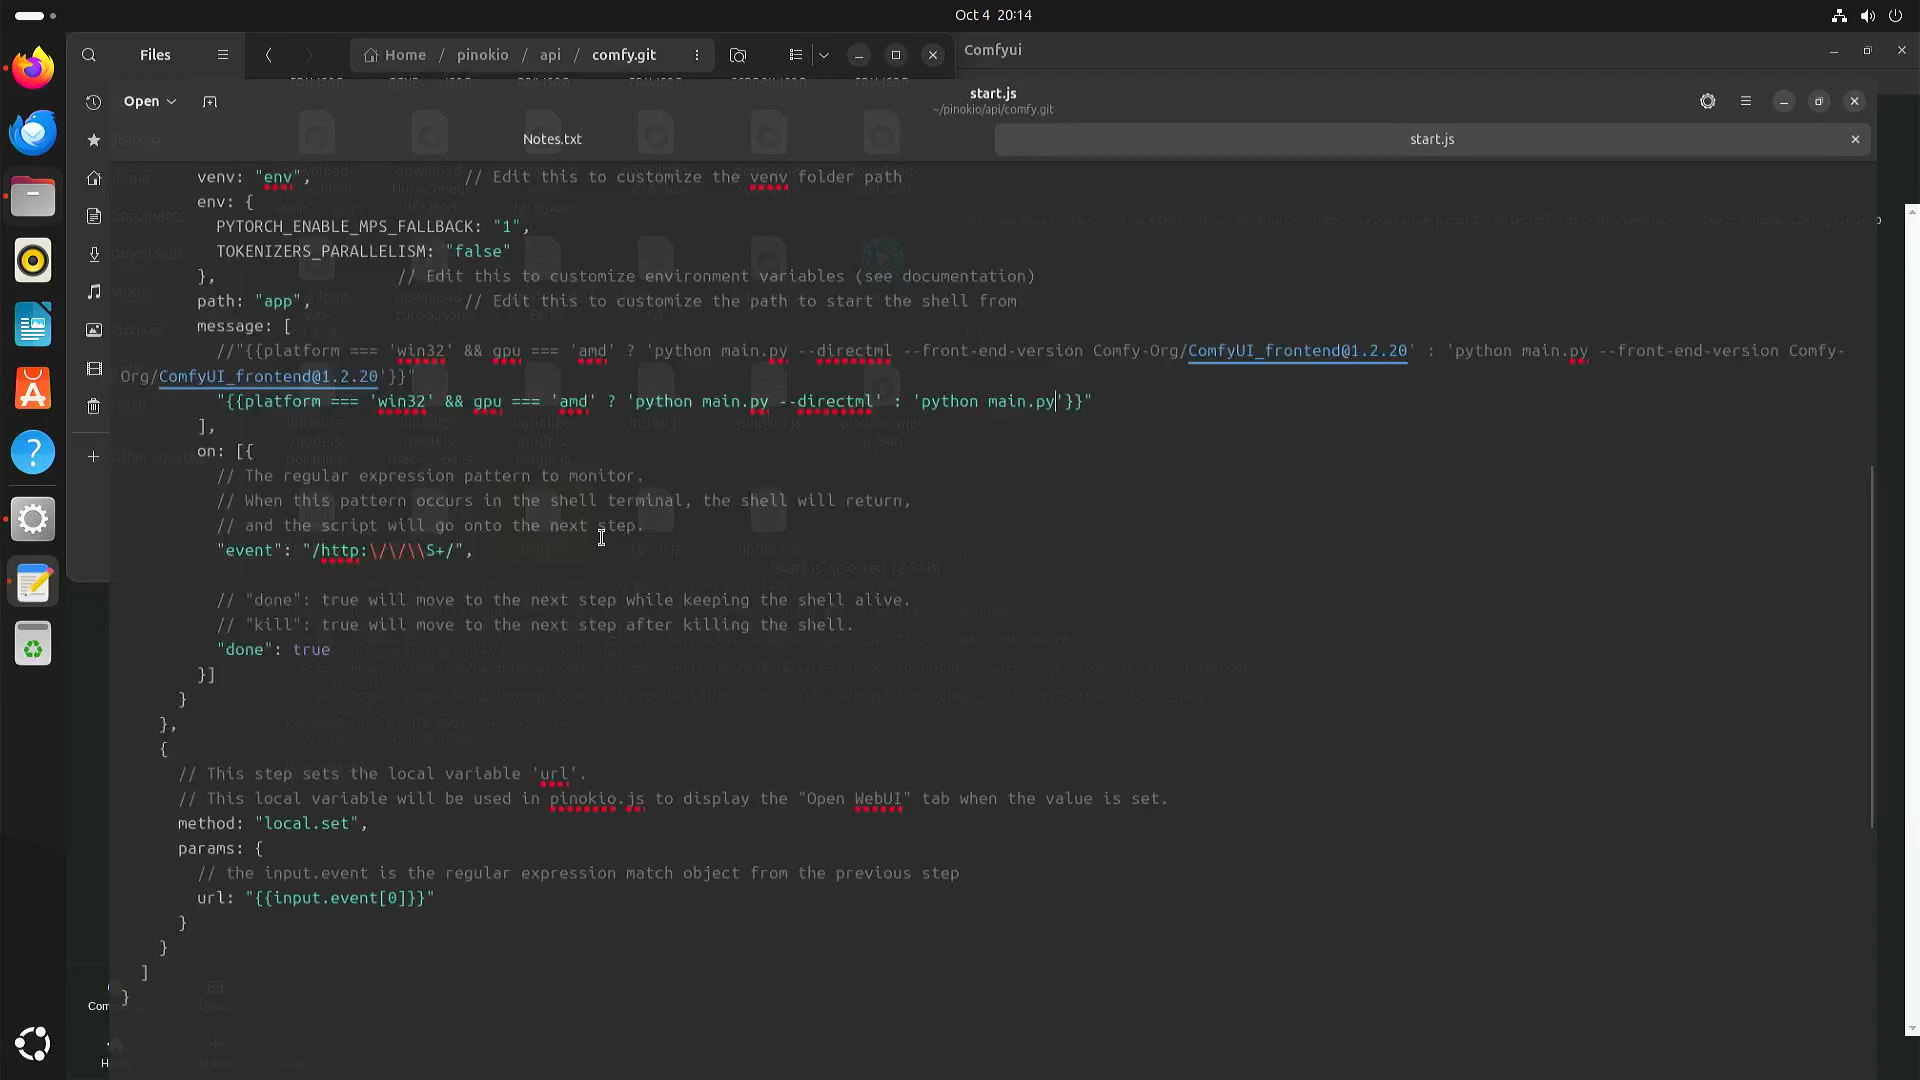 Oct 4 20:14
Files
Home / pinokio / api / comfy.git
Comfyui
Open
start.js
~/pinokio/api/comfy.git
Notes.txt
start.js
venv: "env", // Edit this to customize the venv folder path
env: {
PYTORCH_ENABLE_MPS_FALLBACK: "1",
TOKENIZERS_PARALLELISM: "false"
}, // Edit this to customize environment variables (see documentation)
path: "app", // Edit this to customize the path to start the shell from
message: [
//"{{platform === 'win32' && gpu === 'amd' ? 'python main.py --directml --front-end-version Comfy-Org/ComfyUI_frontend@1.2.20' : 'python main.py --front-end-version Comfy-
Org/ComfyUI_frontend@1.2.20'}}"
"{{platform === 'win32' && gpu === 'amd' ? 'python main.py --directml' : 'python main.py'}}"
],
on: [{
// The regular expression pattern to monitor.
// When this pattern occurs in the shell terminal, the shell will return,
// and the script will go onto the next step.
"event": "/http:\/\/\\S+/",
// "done": true will move to the next step while keeping the shell alive.
// "kill": true will move to the next step after killing the shell.
"done": true
}]
}
},
{
// This step sets the local variable 'url'.
// This local variable will be used in pinokio.js to display the "Open WebUI" tab when the value is set.
method: "local.set",
params: {
// the input.event is the regular expression match object from the previous step
url: "{{input.event[0]}}"
}
}
]
}
Starred
Home
Documents
Downloads
Music
Pictures